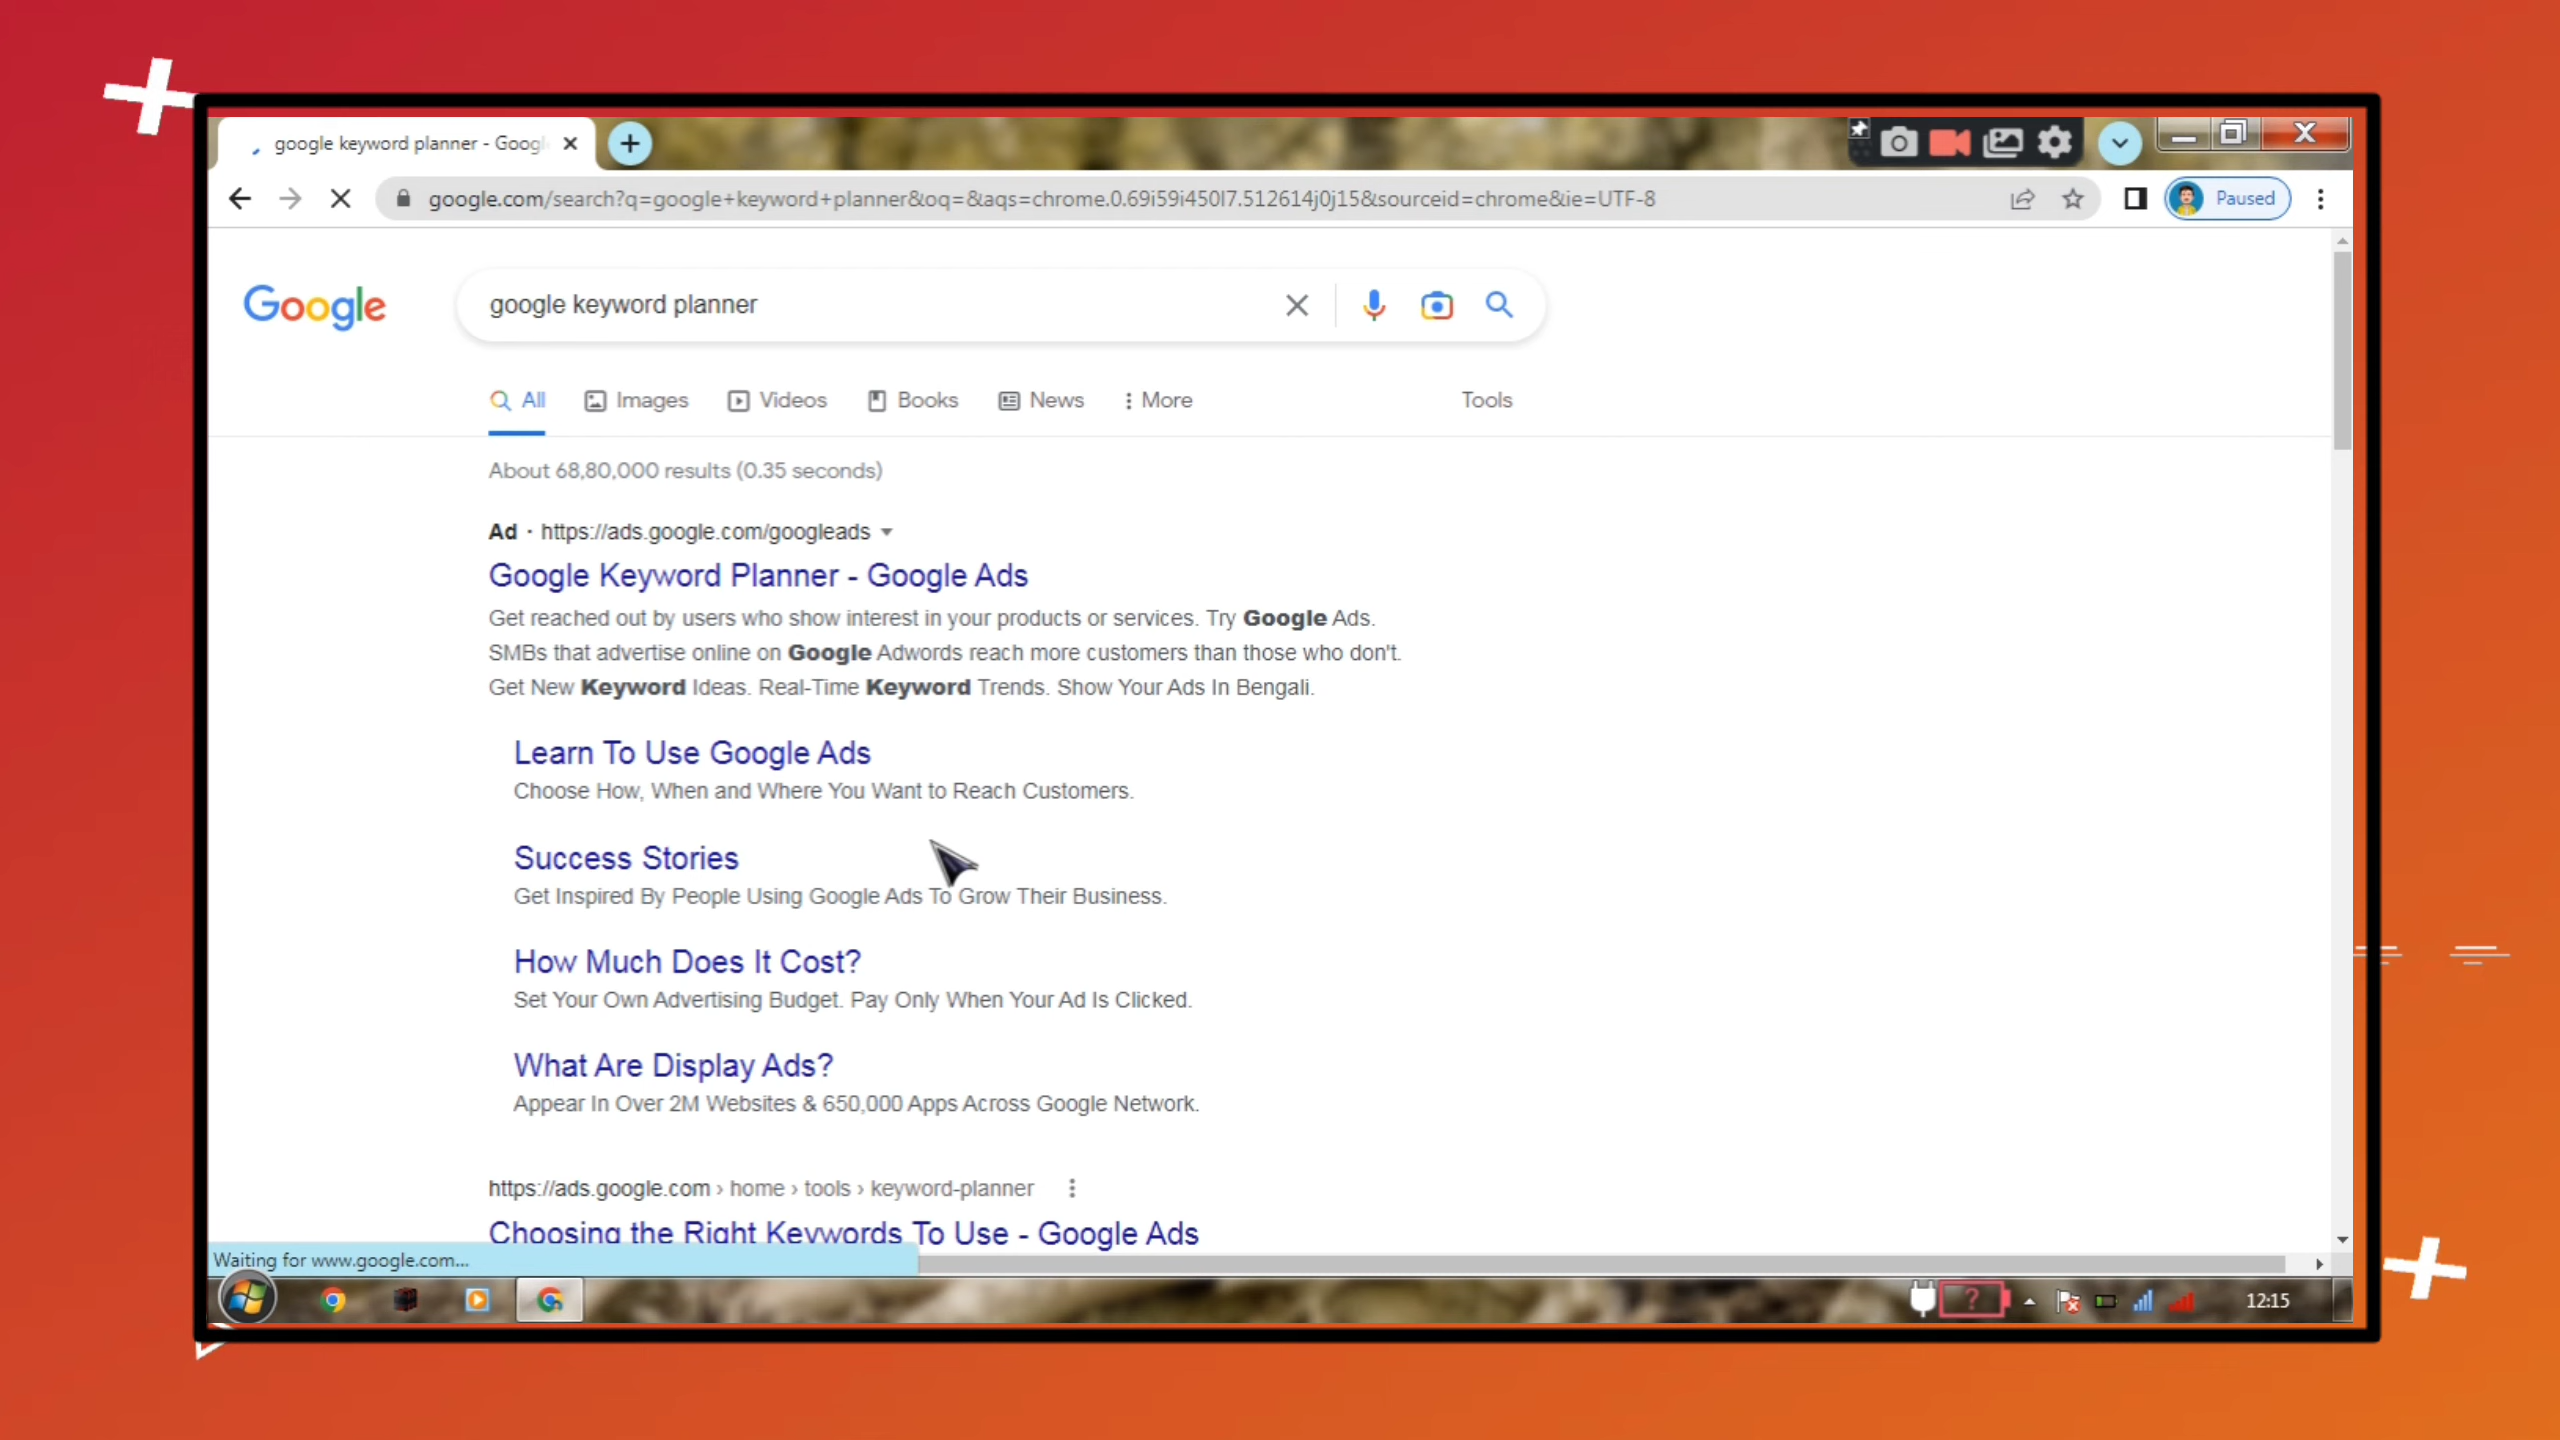 google keyword planner - Googl
google.com/search?q=google+keyword+planner&oq=&aqs=chrome.0.69i59i450l7.512614j0j15&sourceid=chrome&ie=UTF-8
Paused
Google
google keyword planner
All
Images
Videos
Books
News
More
Tools
About 68,80,000 results (0.35 seconds)
Ad · https://ads.google.com/googleads
Google Keyword Planner - Google Ads
Get reached out by users who show interest in your products or services. Try Google Ads.
SMBs that advertise online on Google Adwords reach more customers than those who don't.
Get New Keyword Ideas. Real-Time Keyword Trends. Show Your Ads In Bengali.
Learn To Use Google Ads
Choose How, When and Where You Want to Reach Customers.
Success Stories
Get Inspired By People Using Google Ads To Grow Their Business.
How Much Does It Cost?
Set Your Own Advertising Budget. Pay Only When Your Ad Is Clicked.
What Are Display Ads?
Appear In Over 2M Websites & 650,000 Apps Across Google Network.
https://ads.google.com › home › tools › keyword-planner
Choosing the Right Keywords To Use - Google Ads
Waiting for www.google.com...
?
12:15